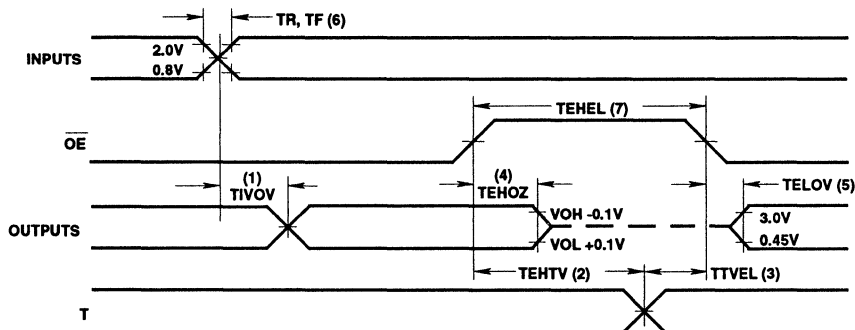 TR, TF (6)
INPUTS
2.0V
0.8V
TEHEL (7)
OE
(1)
TIVOV
(4)
TEHOZ
TELOV (5)
OUTPUTS
VOH -0.1V
VOL +0.1V
3.0V
0.45V
TEHTV (2)
TTVEL (3)
T